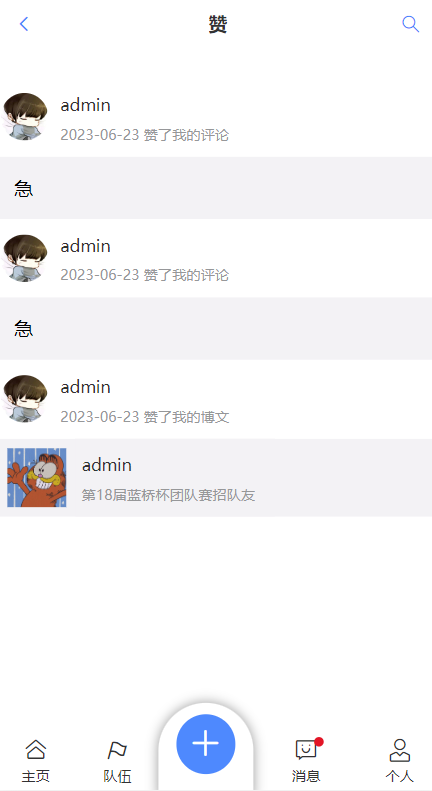 赞
admin
2023-06-23 赞了我的评论
急
admin
2023-06-23 赞了我的评论
急
admin
2023-06-23 赞了我的博文
admin
第18届蓝桥杯团队赛招队友
主页 队伍 消息 个人